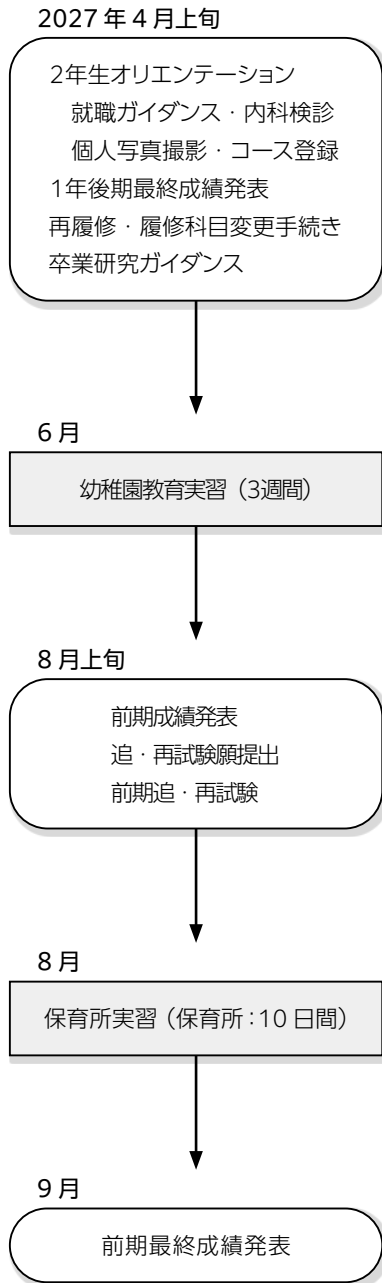 2027年4月上旬
2年生オリエンテーション
就職ガイダンス・内科検診
個人写真撮影・コース登録
1年後期最終成績発表
再履修・履修科目変更手続き
卒業研究ガイダンス
6月
幼稚園教育実習（3週間）
8月上旬
前期成績発表
追・再試験願提出
前期追・再試験
8月
保育所実習（保育所：10日間）
9月
前期最終成績発表